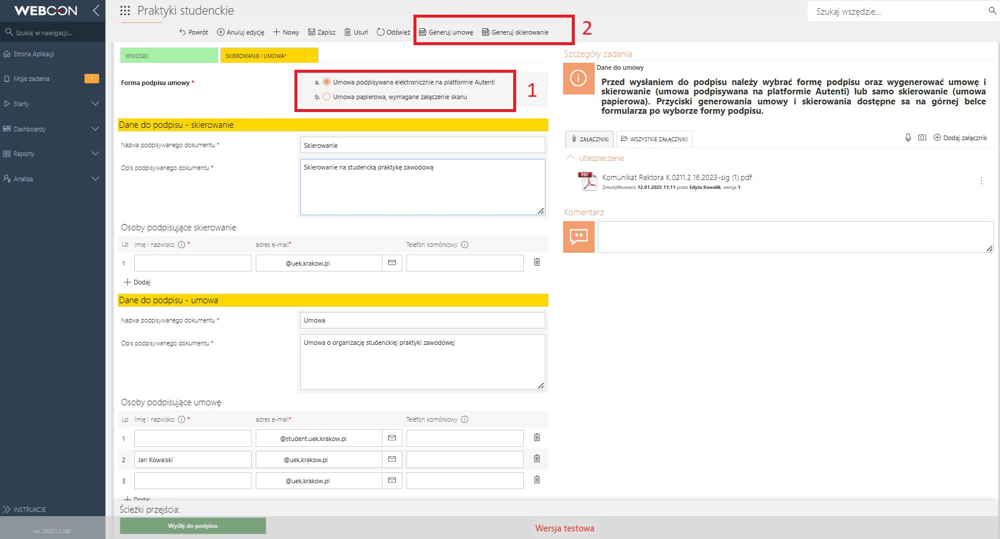 WEBCON
Praktyki studenckie
Szukaj wszędzie...
Szukaj w nawigacji...
Powrót
Anuluj edycję
Nowy
Zapisz
Usuń
Odśwież
Generuj umowę
Generuj skierowanie
2
Strona Aplikacji
Moje zadania
1
Starty
Dashboardy
Raporty
Analiza
INSTRUKCJE
ver. 2023.1.3.240
WNIOSEK
SKIEROWANIE I UMOWA*
Forma podpisu umowy *
a. Umowa podpisywana elektronicznie na platformie Autenti
b. Umowa papierowa, wymagane załączenie skanu
1
Dane do podpisu - skierowanie
Nazwa podpisywanego dokumentu *
Skierowanie
Opis podpisywanego dokumentu *
Skierowanie na studencką praktykę zawodową
Osoby podpisujące skierowanie
Lp Imię i nazwisko * adres e-mail* Telefon komórkowy
1 @uek.krakow.pl
Dodaj
Dane do podpisu - umowa
Nazwa podpisywanego dokumentu *
Umowa
Opis podpisywanego dokumentu *
Umowa o organizację studenckiej praktyki zawodowej
Osoby podpisujące umowę
Lp Imię i nazwisko * adres e-mail* Telefon komórkowy
1 @student.uek.krakow.pl
2 Jan Kowalski @uek.krakow.pl
3 @uek.krakow.pl
Dodaj
Ścieżki przejścia:
Wyślij do podpisu
Wersja testowa
Szczegóły zadania
Dane do umowy
Przed wysłaniem do podpisu należy wybrać formę podpisu oraz wygenerować umowę i
skierowanie (umowa podpisywana na platformie Autenti) lub samo skierowanie (umowa
papierowa). Przyciski generowania umowy i skierowania dostępne sa na górnej belce
formularza po wyborze formy podpisu.
ZAŁĄCZNIKI
WSZYSTKIE ZAŁĄCZNIKI
Dodaj załącznik
Ubezpieczenie
PDF
Komunikat Rektora K.0211.2.16.2023-sig (1).pdf
Zmodyfikowano 12.01.2025 11:11 przez Edyta Kowalik, wersja 1
Komentarz